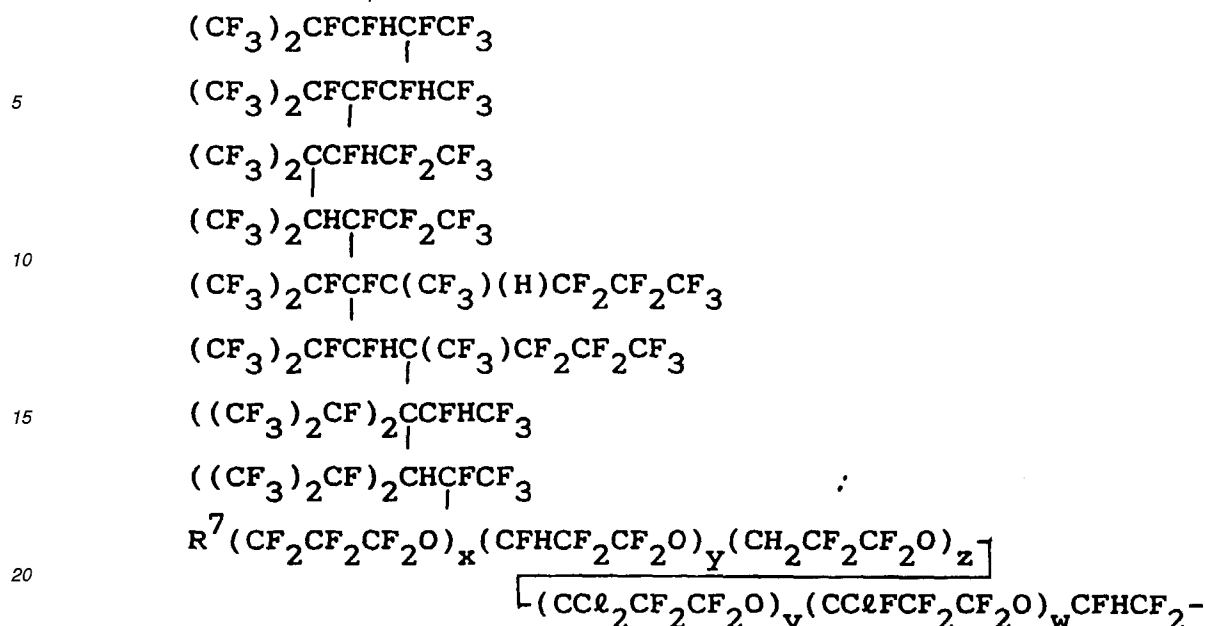 (CF₃)₂CFCFHCFCF₃
5 (CF₃)₂CFCFCFHCF₃
(CF₃)₂CCFHCF₂CF₃
(CF₃)₂CHCFCF₂CF₃
10 (CF₃)₂CFCFC(CF₃)(H)CF₂CF₂CF₃
(CF₃)₂CFCFHC(CF₃)CF₂CF₂CF₃
15 ((CF₃)₂CF)₂CCFHCF₃
((CF₃)₂CF)₂CHCFCF₃
R⁷(CF₂CF₂CF₂O)ₓ(CFHCF₂CF₂O)y(CH₂CF₂CF₂O)z
20 -(CCℓ₂CF₂CF₂O)v(CCℓFCF₂CF₂O)wCFHCF₂-